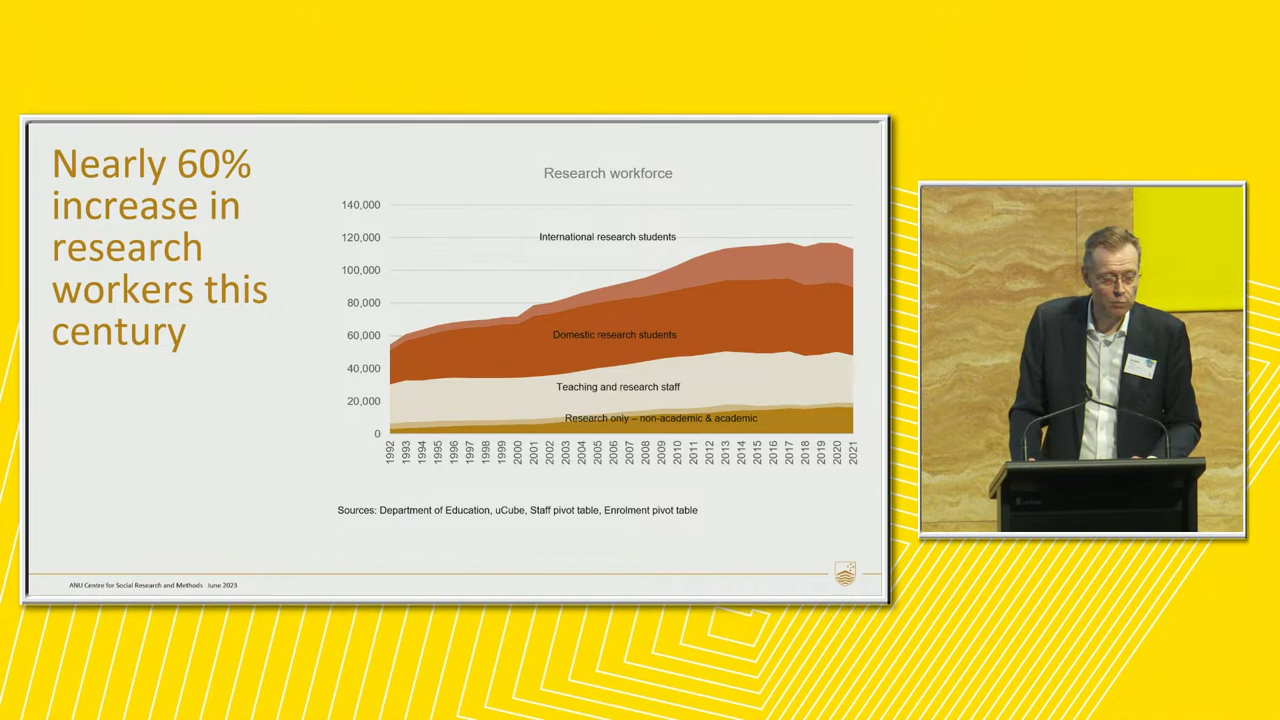 Nearly 60%
increase in
research
workers this
century
Research workforce
140,000
120,000
100,000
80,000
60,000
40,000
20,000
0
International research students
Domestic research students
Teaching and research staff
Research only – non-academic & academic
1992 1993 1994 1995 1996 1997 1998 1999 2000 2001 2002 2003 2004 2005 2006 2007 2008 2009 2010 2011 2012 2013 2014 2015 2016 2017 2018 2019 2020 2021
Sources: Department of Education, uCube, Staff pivot table, Enrolment pivot table
ANU Centre for Social Research and Methods June 2023